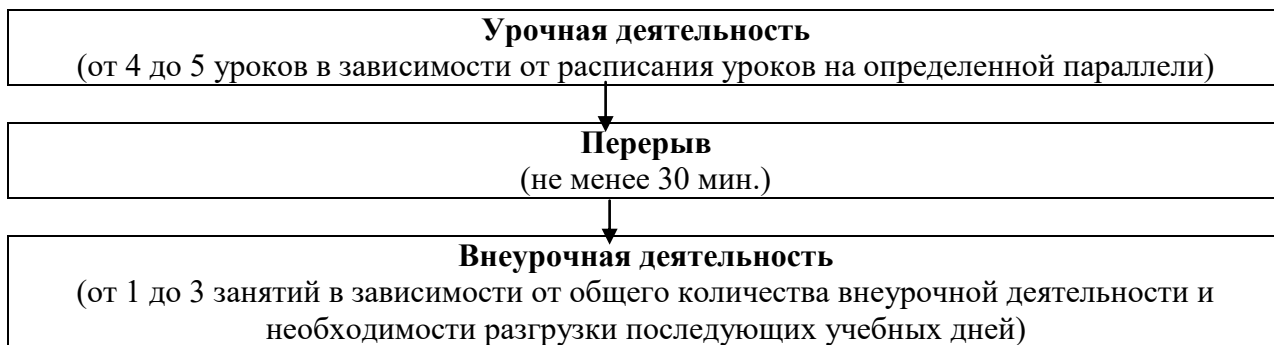 Урочная деятельность
(от 4 до 5 уроков в зависимости от расписания уроков на определенной параллели)
Перерыв
(не менее 30 мин.)
Внеурочная деятельность
(от 1 до 3 занятий в зависимости от общего количества внеурочной деятельности и
необходимости разгрузки последующих учебных дней)